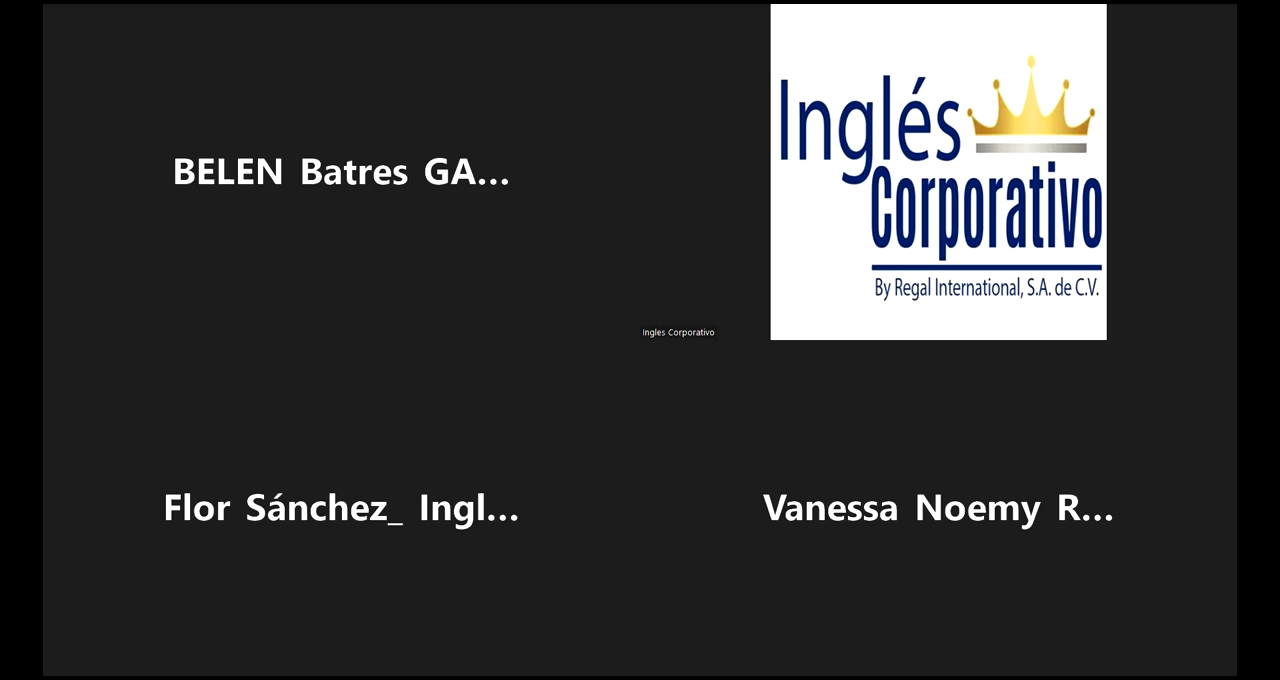 BELEN Batres GA...
Inglés
Corporativo
By Regal International, S.A. de C.V.
Ingles Corporativo
Flor Sánchez_ Ingl...
Vanessa Noemy R...